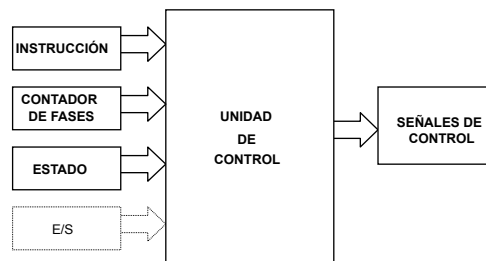 INSTRUCCIÓN
CONTADOR
DE FASES
ESTADO
E/S
UNIDAD
DE
CONTROL
SEÑALES DE
CONTROL